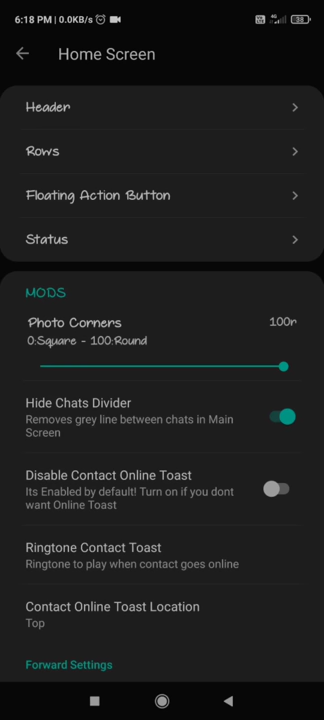 6:18 PM | 0.0KB/s
4G
38
Home Screen
Header
Rows
Floating Action Button
Status
MODS
Photo Corners
100r
0:Square - 100:Round
Hide Chats Divider
Removes grey line between chats in Main
Screen
Disable Contact Online Toast
Its Enabled by default! Turn on if you dont
want Online Toast
Ringtone Contact Toast
Ringtone to play when contact goes online
Contact Online Toast Location
Top
Forward Settings